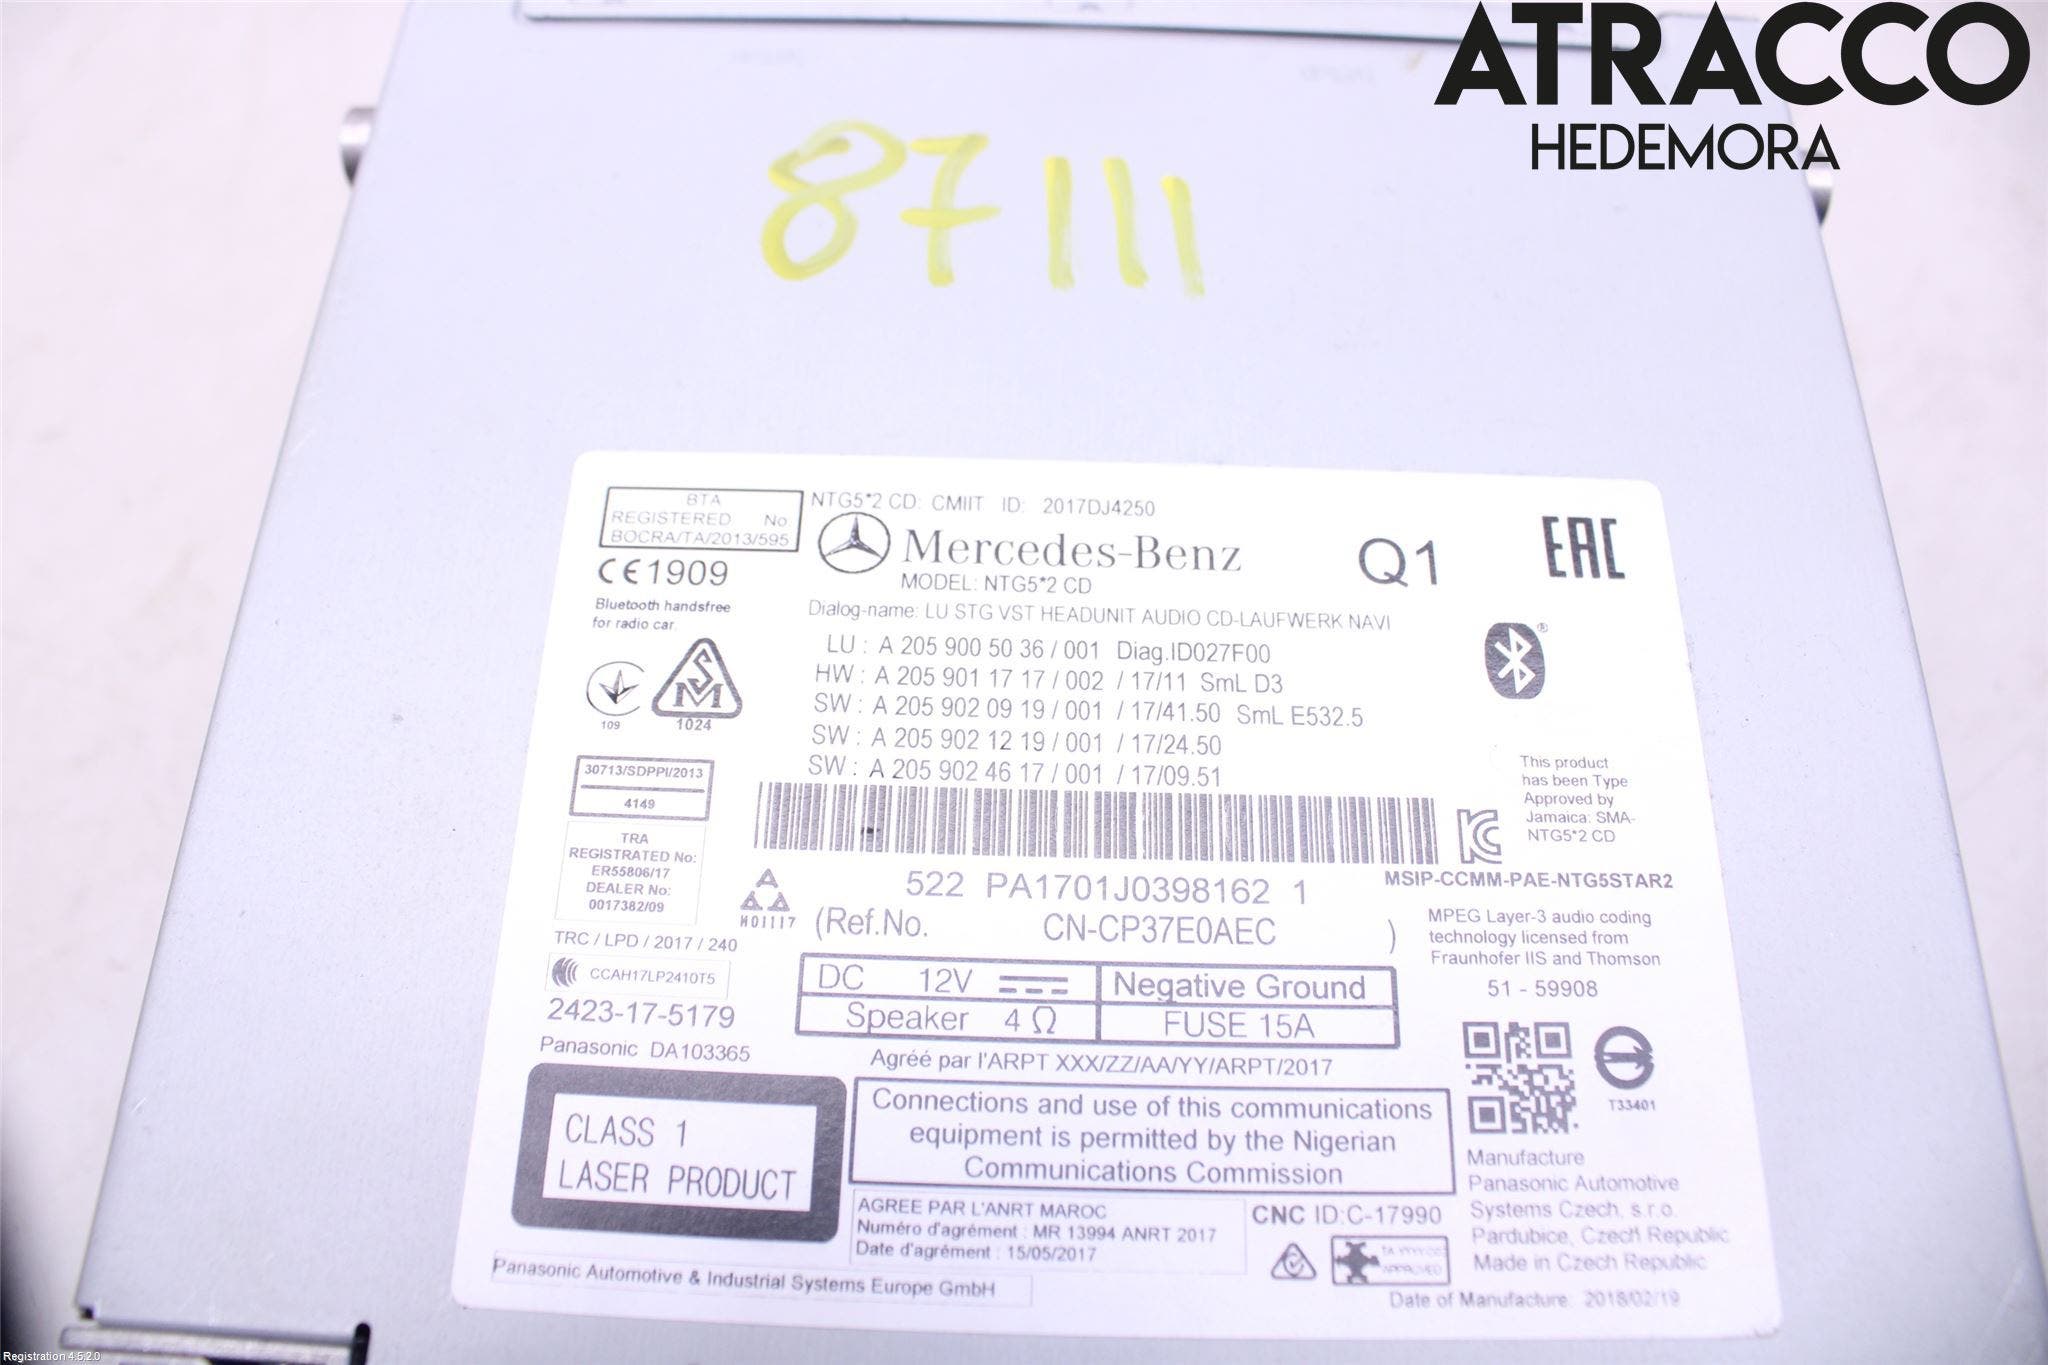 ATRACCO
HEDEMORA
87111
BTA
REGISTERED No
BOCRA/TA/2013/595
NTG5*2 CD: CMIIT ID: 2017DJ4250
Mercedes-Benz
Q1
EAC
MODEL: NTG5*2 CD
CE1909
Bluetooth handsfree
for radio car.
Dialog-name: LU STG VST HEADUNIT AUDIO CD-LAUFWERK NAVI
LU : A 205 900 50 36 / 001 Diag.ID027F00
HW : A 205 901 17 17 / 002 / 17/11 SmL D3
SW : A 205 902 09 19 / 001 / 17/41.50 SmL E532.5
SW : A 205 902 12 19 / 001 / 17/24.50
SW : A 205 902 46 17 / 001 / 17/09.51
109
SM
1024
30713/SDPPI/2013
4149
TRA
REGISTRATED No:
ER55806/17
DEALER No:
0017382/09
This product
has been Type
Approved by
Jamaica: SMA-
NTG5*2 CD
522 PA1701J0398162 1
MSIP-CCMM-PAE-NTG5STAR2
H01117
(Ref.No. CN-CP37E0AEC )
MPEG Layer-3 audio coding
technology licensed from
Fraunhofer IIS and Thomson
51 - 59908
TRC / LPD / 2017 / 240
CCAH17LP2410T5
2423-17-5179
Panasonic DA103365
DC 12V Negative Ground
Speaker 4 Ω FUSE 15A
Agréé par l'ARPT XXX/ZZ/AA/YY/ARPT/2017
T33401
CLASS 1
LASER PRODUCT
Connections and use of this communications
equipment is permitted by the Nigerian
Communications Commission
AGREE PAR L'ANRT MAROC
Numéro d'agrément : MR 13994 ANRT 2017
Date d'agrément : 15/05/2017
CNC ID:C-17990
APPROVED
Manufacture
Panasonic Automotive
Systems Czech, s.r.o.
Pardubice, Czech Republic
Made in Czech Republic
Date of Manufacture: 2018/02/19
Panasonic Automotive & Industrial Systems Europe GmbH
Registration 4.5.2.0